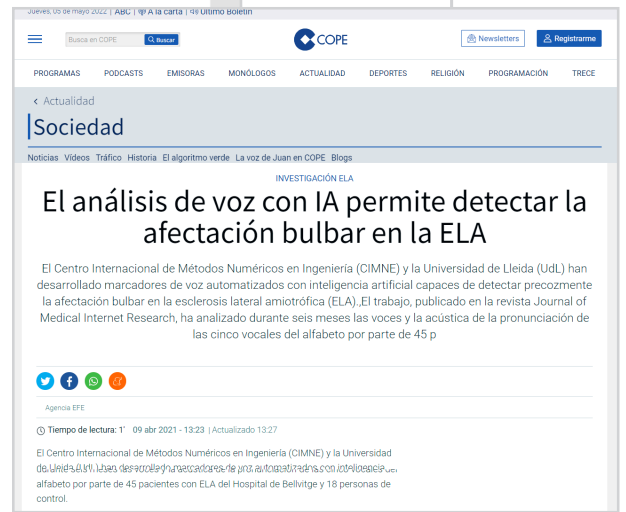 Jueves, 05 de mayo 2022 | ABC | A la carta | Último Boletín
Busca en COPE Buscar COPE Newsletters Registrarme
PROGRAMAS PODCASTS EMISORAS MONÓLOGOS ACTUALIDAD DEPORTES RELIGIÓN PROGRAMACIÓN TRECE
< Actualidad
Sociedad
Noticias Vídeos Tráfico Historia El algoritmo verde La voz de Juan en COPE Blogs
INVESTIGACIÓN ELA
El análisis de voz con IA permite detectar la
afectación bulbar en la ELA
El Centro Internacional de Métodos Numéricos en Ingeniería (CIMNE) y la Universidad de Lleida (UdL) han
desarrollado marcadores de voz automatizados con inteligencia artificial capaces de detectar precozmente
la afectación bulbar en la esclerosis lateral amiotrófica (ELA).,El trabajo, publicado en la revista Journal of
Medical Internet Research, ha analizado durante seis meses las voces y la acústica de la pronunciación de
las cinco vocales del alfabeto por parte de 45 p
Agencia EFE
Tiempo de lectura: 1' 09 abr 2021 - 13:23 | Actualizado 13:27
El Centro Internacional de Métodos Numéricos en Ingeniería (CIMNE) y la Universidad
alfabeto por parte de 45 pacientes con ELA del Hospital de Bellvitge y 18 personas de
control.